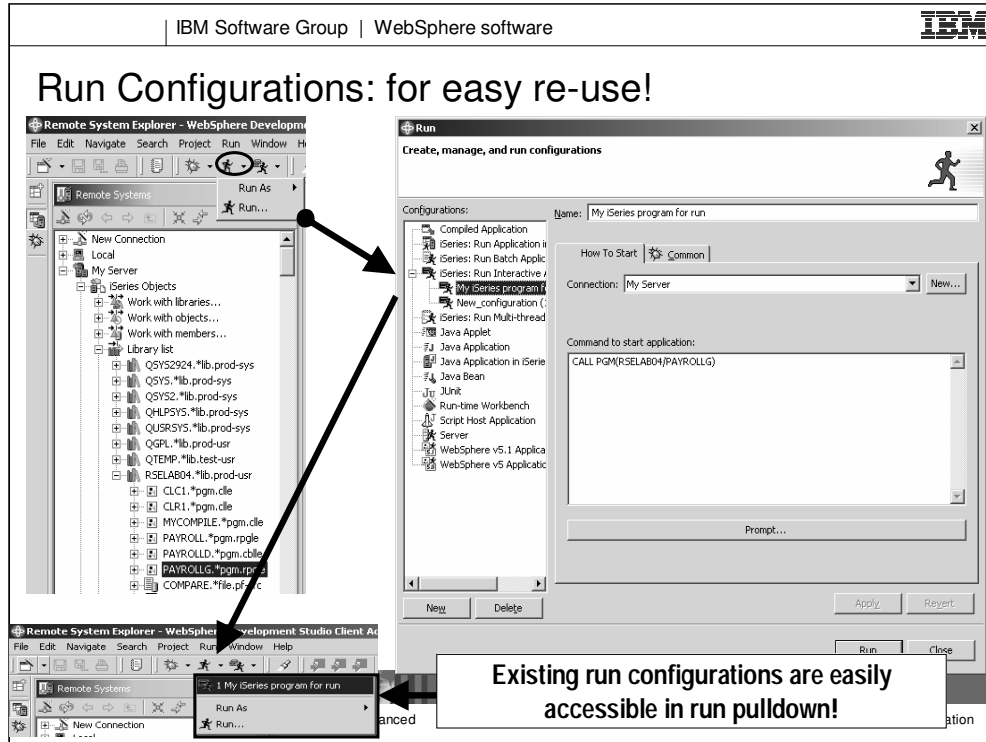 IBM Software Group | WebSphere software
IBM
Run Configurations: for easy re-use!
Remote System Explorer - WebSphere
File Edit Navigate Search Project Run Window
Run As
Run...
Remote Systems
New Connection
Local
My Server
iSeries Objects
Work with libraries...
Work with objects...
Work with members...
Library list
QSYS2924.*lib.prod-sys
QSYS.*lib.prod-sys
QSYS2.*lib.prod-sys
QHLPSYS.*lib.prod-sys
QUSRSYS.*lib.prod-sys
QGPL.*lib.prod-usr
QTEMP.*lib.test-usr
RSELAB04.*lib.prod-usr
CLC1.*pgm.clle
CLR1.*pgm.clle
MYCOMPILE.*pgm.clle
PAYROLL.*pgm.rpgle
PAYROLLD.*pgm.cblle
PAYROLLG.*pgm.
COMPARE.*file.
Run
Create, manage, and run configurations
Configurations:
Compiled Application
iSeries: Run Application
iSeries: Run Batch Applic
iSeries: Run Interactive
My iSeries program
New_configuration
iSeries: Run Multi-thread
Java Applet
Java Application
Java Application in iSerie
Java Bean
JUnit
Run-time Workbench
Script Host Application
Server
WebSphere v5.1 Applica
WebSphere v5 Applicatic
New
Delete
Name: My iSeries program for run
How To Start
Common
Connection: My Server
New...
Command to start application:
CALL PGM(RSELAB04/PAYROLLG)
Prompt...
Apply
Revert
Run
Close
Remote System Explorer - WebSphere Development Studio Client
File Edit Navigate Search Project Run Window Help
Remote Systems
New Connection
1 My iSeries program for run
Run As
Run...
Existing run configurations are easily
accessible in run pulldown!
anced
ation